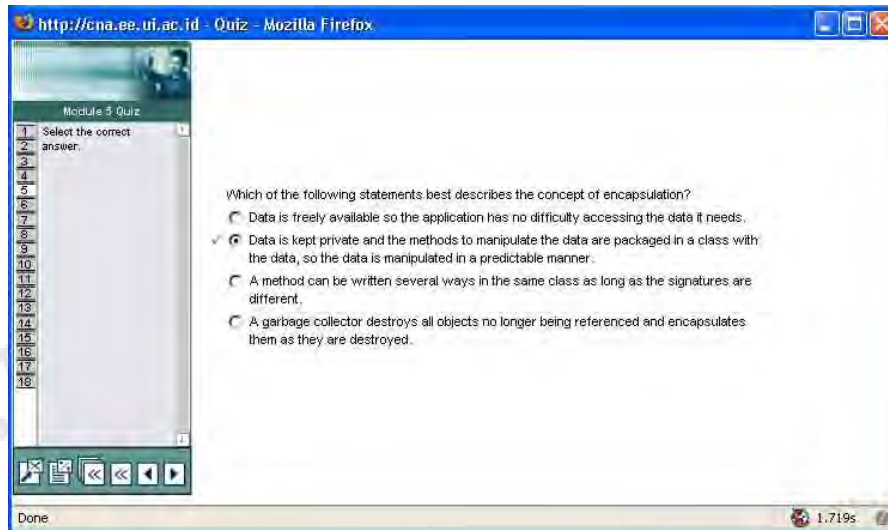 http://cna.ee.ui.ac.id - Quiz - Mozilla Firefox
Module 5 Quiz
1
2
3
4
5
6
7
8
9
10
11
12
13
14
15
16
17
18
Select the correct
answer.
Which of the following statements best describes the concept of encapsulation?
Data is freely available so the application has no difficulty accessing the data it needs.
Data is kept private and the methods to manipulate the data are packaged in a class with
the data, so the data is manipulated in a predictable manner.
A method can be written several ways in the same class as long as the signatures are
different.
A garbage collector destroys all objects no longer being referenced and encapsulates
them as they are destroyed.
Done
1.719s